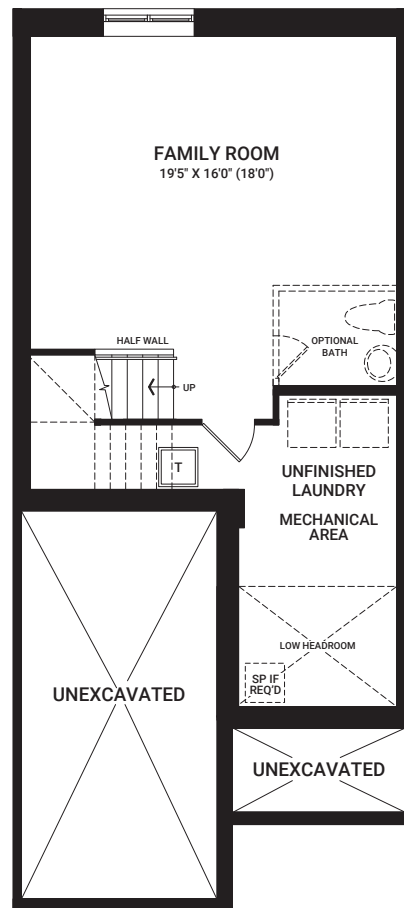 FAMILY ROOM
19'5" X 16'0" (18'0")
HALF WALL
OPTIONAL
BATH
UP
T
UNFINISHED
LAUNDRY
MECHANICAL
AREA
LOW HEADROOM
SP IF
REQ'D
UNEXCAVATED
UNEXCAVATED